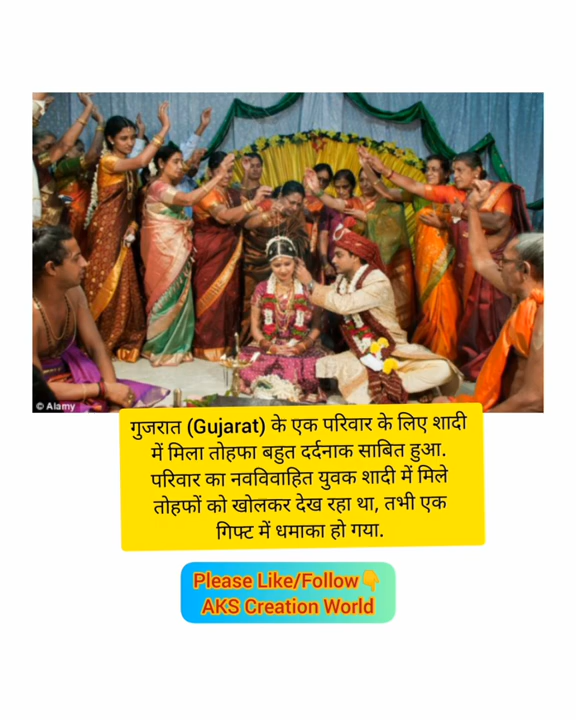 © Alamy
गुजरात (Gujarat) के एक परिवार के लिए शादी
में मिला तोहफा बहुत दर्दनाक साबित हुआ.
परिवार का नवविवाहित युवक शादी में मिले
तोहफों को खोलकर देख रहा था, तभी एक
गिफ्ट में धमाका हो गया.
Please Like/Follow👇
AKS Creation World